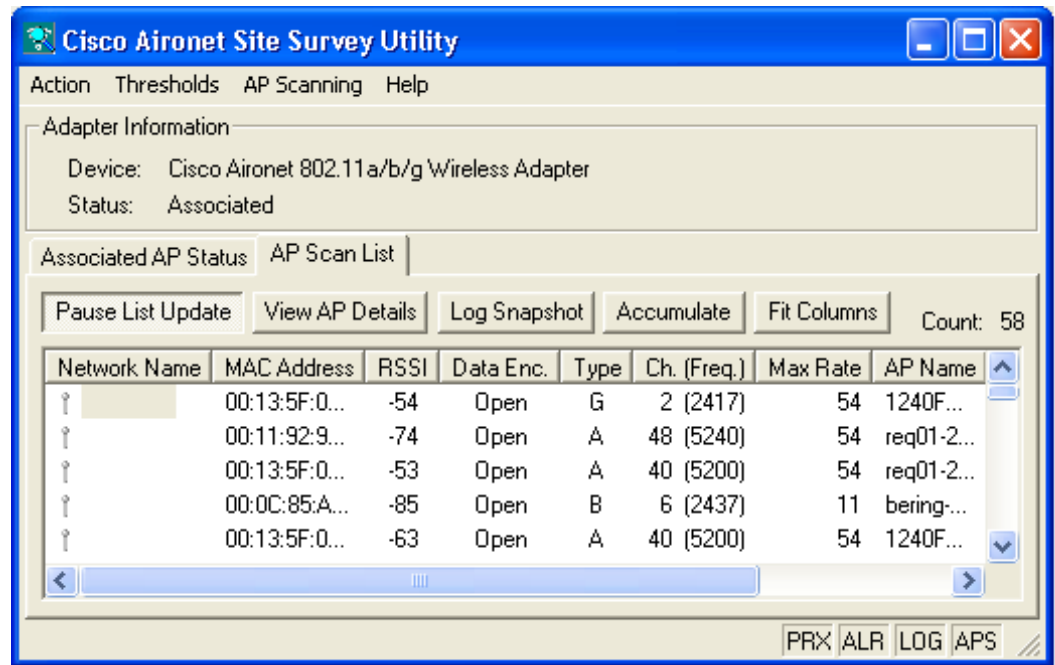 Cisco Aironet Site Survey Utility
Action Thresholds AP Scanning Help
Adapter Information
Device: Cisco Aironet 802.11a/b/g Wireless Adapter
Status: Associated
Associated AP Status AP Scan List
Pause List Update View AP Details Log Snapshot Accumulate Fit Columns Count: 58
Network Name MAC Address RSSI Data Enc. Type Ch. (Freq.) Max Rate AP Name
00:13:5F:0... -54 Open G 2 (2417) 54 1240F...
00:11:92:9... -74 Open A 48 (5240) 54 req01-2...
00:13:5F:0... -53 Open A 40 (5200) 54 req01-2...
00:0C:85:A... -85 Open B 6 (2437) 11 bering-...
00:13:5F:0... -63 Open A 40 (5200) 54 1240F...
PRX ALR LOG APS